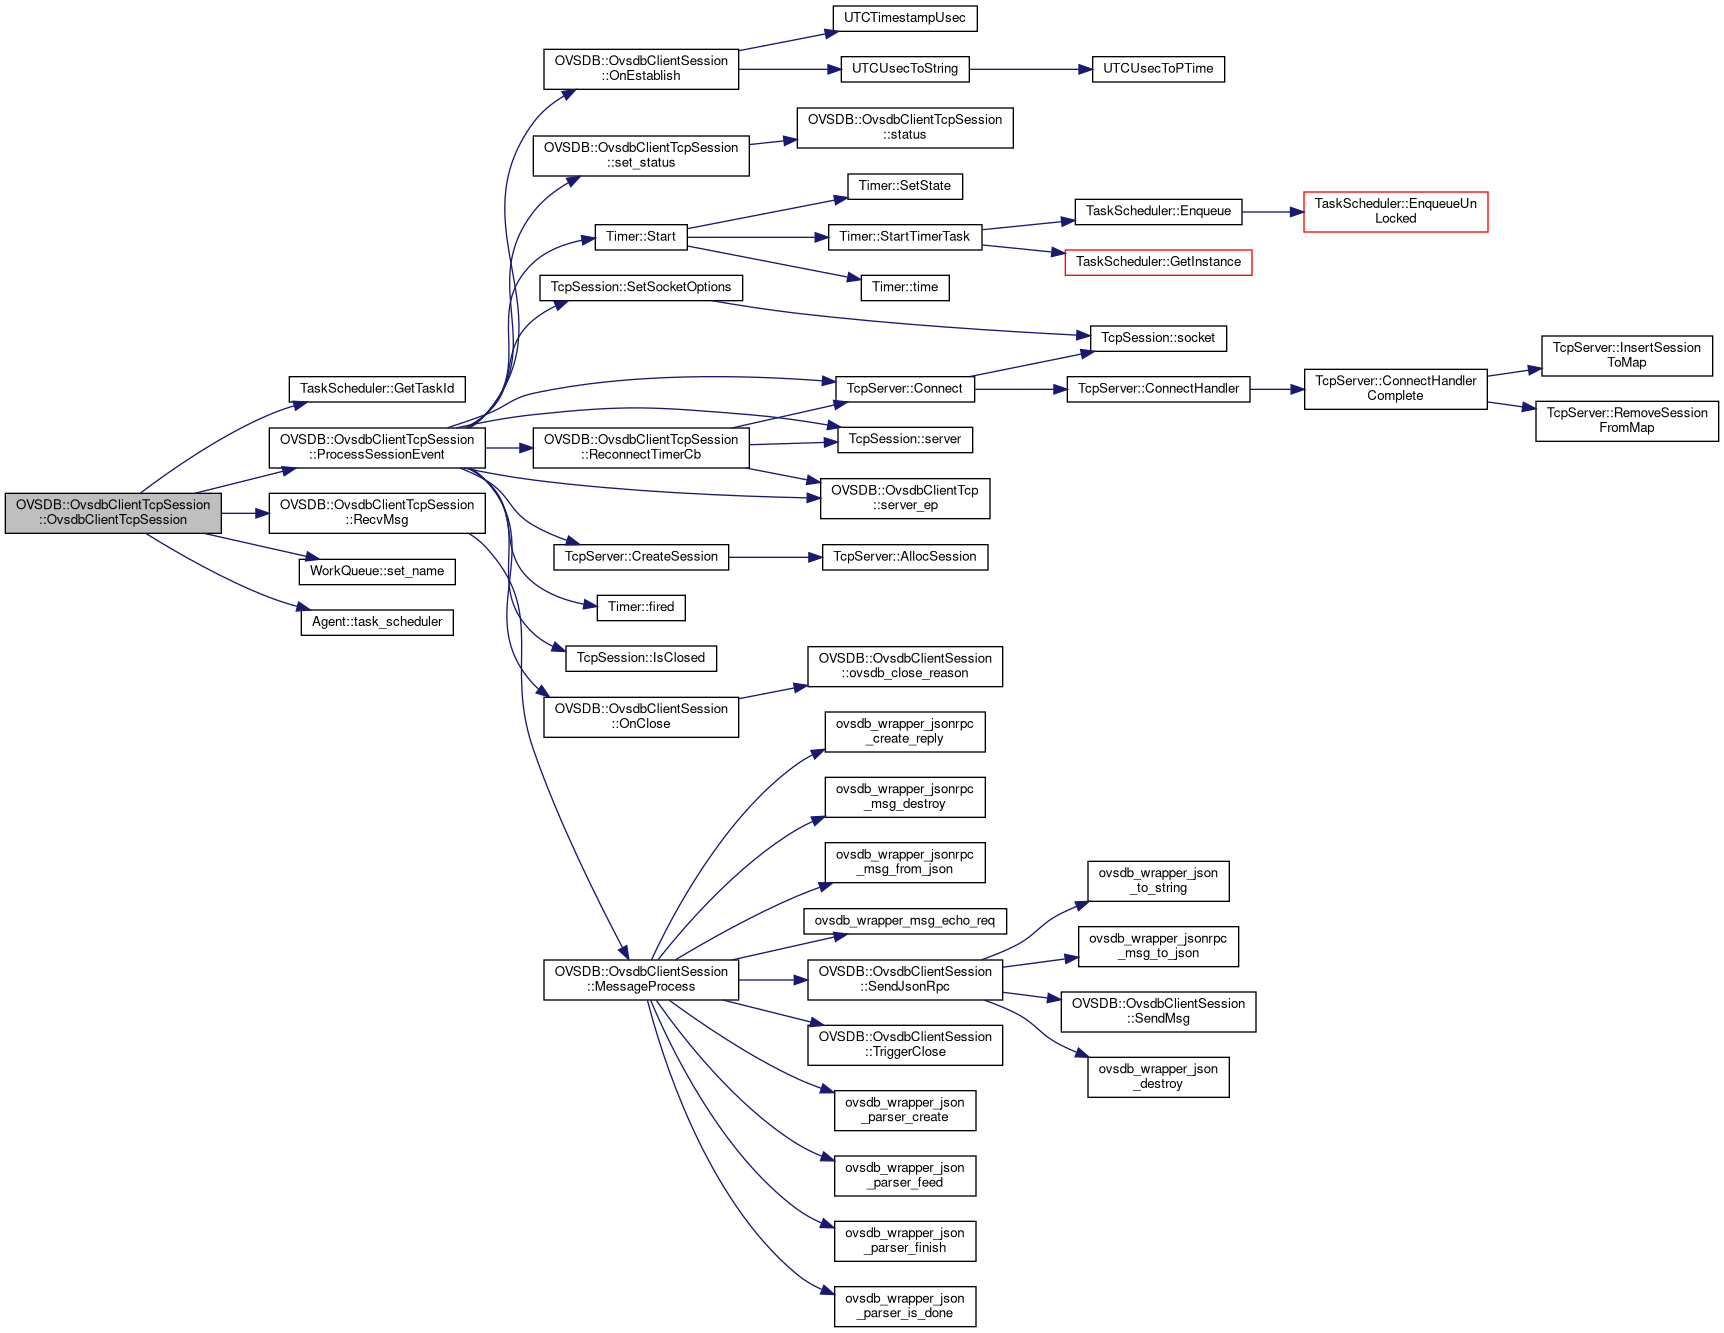 UTCTimestampUsec
OVSDB::OvsdbClientSession
::OnEstablish
UTCUsecToString
UTCUsecToPTime
OVSDB::OvsdbClientTcpSession
::status
OVSDB::OvsdbClientTcpSession
::set_status
Timer::SetState
TaskScheduler::Enqueue
TaskScheduler::EnqueueUn
Locked
Timer::Start
Timer::StartTimerTask
TaskScheduler::GetInstance
TcpSession::SetSocketOptions
Timer::time
TcpSession::socket
TcpServer::InsertSession
ToMap
TaskScheduler::GetTaskId
TcpServer::Connect
TcpServer::ConnectHandler
TcpServer::ConnectHandler
Complete
TcpServer::RemoveSession
FromMap
OVSDB::OvsdbClientTcpSession
::ProcessSessionEvent
OVSDB::OvsdbClientTcpSession
::ReconnectTimerCb
TcpSession::server
OVSDB::OvsdbClientTcp
::server_ep
OVSDB::OvsdbClientTcpSession
::OvsdbClientTcpSession
OVSDB::OvsdbClientTcpSession
::RecvMsg
TcpServer::CreateSession
TcpServer::AllocSession
WorkQueue::set_name
Timer::fired
Agent::task_scheduler
TcpSession::IsClosed
OVSDB::OvsdbClientSession
::ovsdb_close_reason
OVSDB::OvsdbClientSession
::OnClose
ovsdb_wrapper_jsonrpc
_create_reply
ovsdb_wrapper_jsonrpc
_msg_destroy
ovsdb_wrapper_jsonrpc
_msg_from_json
ovsdb_wrapper_json
_to_string
ovsdb_wrapper_msg_echo_req
ovsdb_wrapper_jsonrpc
_msg_to_json
OVSDB::OvsdbClientSession
::MessageProcess
OVSDB::OvsdbClientSession
::SendJsonRpc
OVSDB::OvsdbClientSession
::SendMsg
OVSDB::OvsdbClientSession
::TriggerClose
ovsdb_wrapper_json
_destroy
ovsdb_wrapper_json
_parser_create
ovsdb_wrapper_json
_parser_feed
ovsdb_wrapper_json
_parser_finish
ovsdb_wrapper_json
_parser_is_done